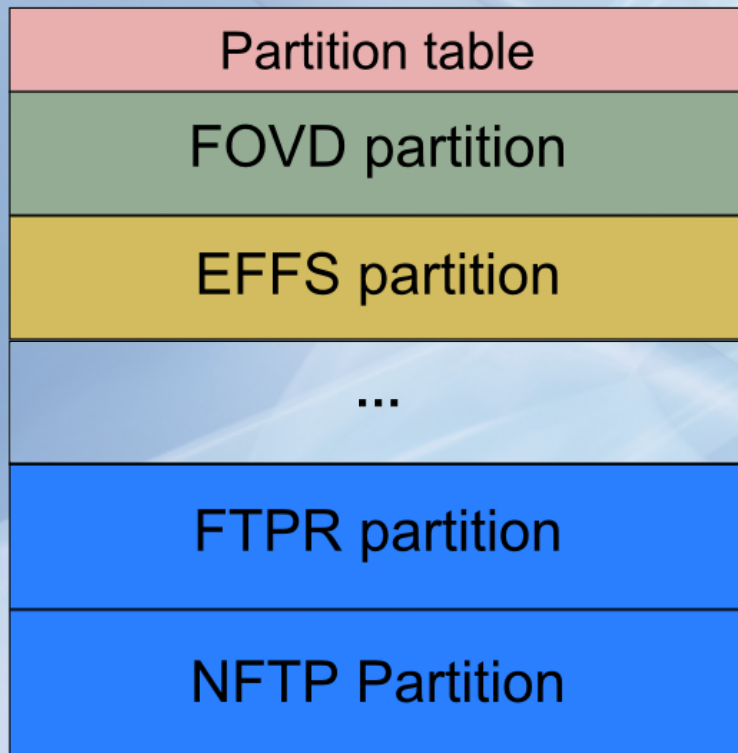 Partition table
FOVD partition
EFFS partition
...
FTPR partition
NFTP Partition